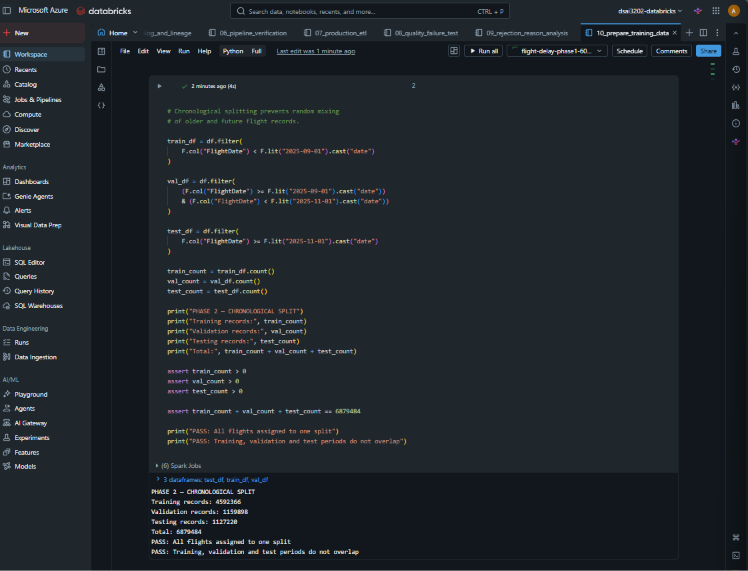 Microsoft Azure
databricks
Search data, notebooks, recents, and more...
CTRL + P
dsai3202-databricks
A
New
Workspace
Recents
Catalog
Jobs & Pipelines
Compute
Discover
Marketplace
Analytics
Dashboards
Genie Agents
Alerts
Visual Data Prep
Lakehouse
SQL Editor
Queries
Query History
SQL Warehouses
Data Engineering
Runs
Data Ingestion
AI/ML
Playground
Agents
AI Gateway
Experiments
Features
Models
Home
log_and_lineage
06_pipeline_verification
07_production_etl
08_quality_failure_test
09_rejection_reason_analysis
10_prepare_training_data
File Edit View Run Help Python Full Last edit was 1 minute ago
Run all
flight-delay-phase1-60...
Schedule
Comments
Share
2 minutes ago (4s)
2
# Chronological splitting prevents random mixing
# of older and future flight records.
train_df = df.filter(
F.col("FlightDate") < F.lit("2025-09-01").cast("date")
)
val_df = df.filter(
(F.col("FlightDate") >= F.lit("2025-09-01").cast("date"))
& (F.col("FlightDate") < F.lit("2025-11-01").cast("date"))
)
test_df = df.filter(
F.col("FlightDate") >= F.lit("2025-11-01").cast("date")
)
train_count = train_df.count()
val_count = val_df.count()
test_count = test_df.count()
print("PHASE 2 — CHRONOLOGICAL SPLIT")
print("Training records:", train_count)
print("Validation records:", val_count)
print("Testing records:", test_count)
print("Total:", train_count + val_count + test_count)
assert train_count > 0
assert val_count > 0
assert test_count > 0
assert train_count + val_count + test_count == 6879484
print("PASS: All flights assigned to one split")
print("PASS: Training, validation and test periods do not overlap")
(6) Spark Jobs
3 dataframes: test_df, train_df, val_df
PHASE 2 — CHRONOLOGICAL SPLIT
Training records: 4592366
Validation records: 1159898
Testing records: 1127220
Total: 6879484
PASS: All flights assigned to one split
PASS: Training, validation and test periods do not overlap